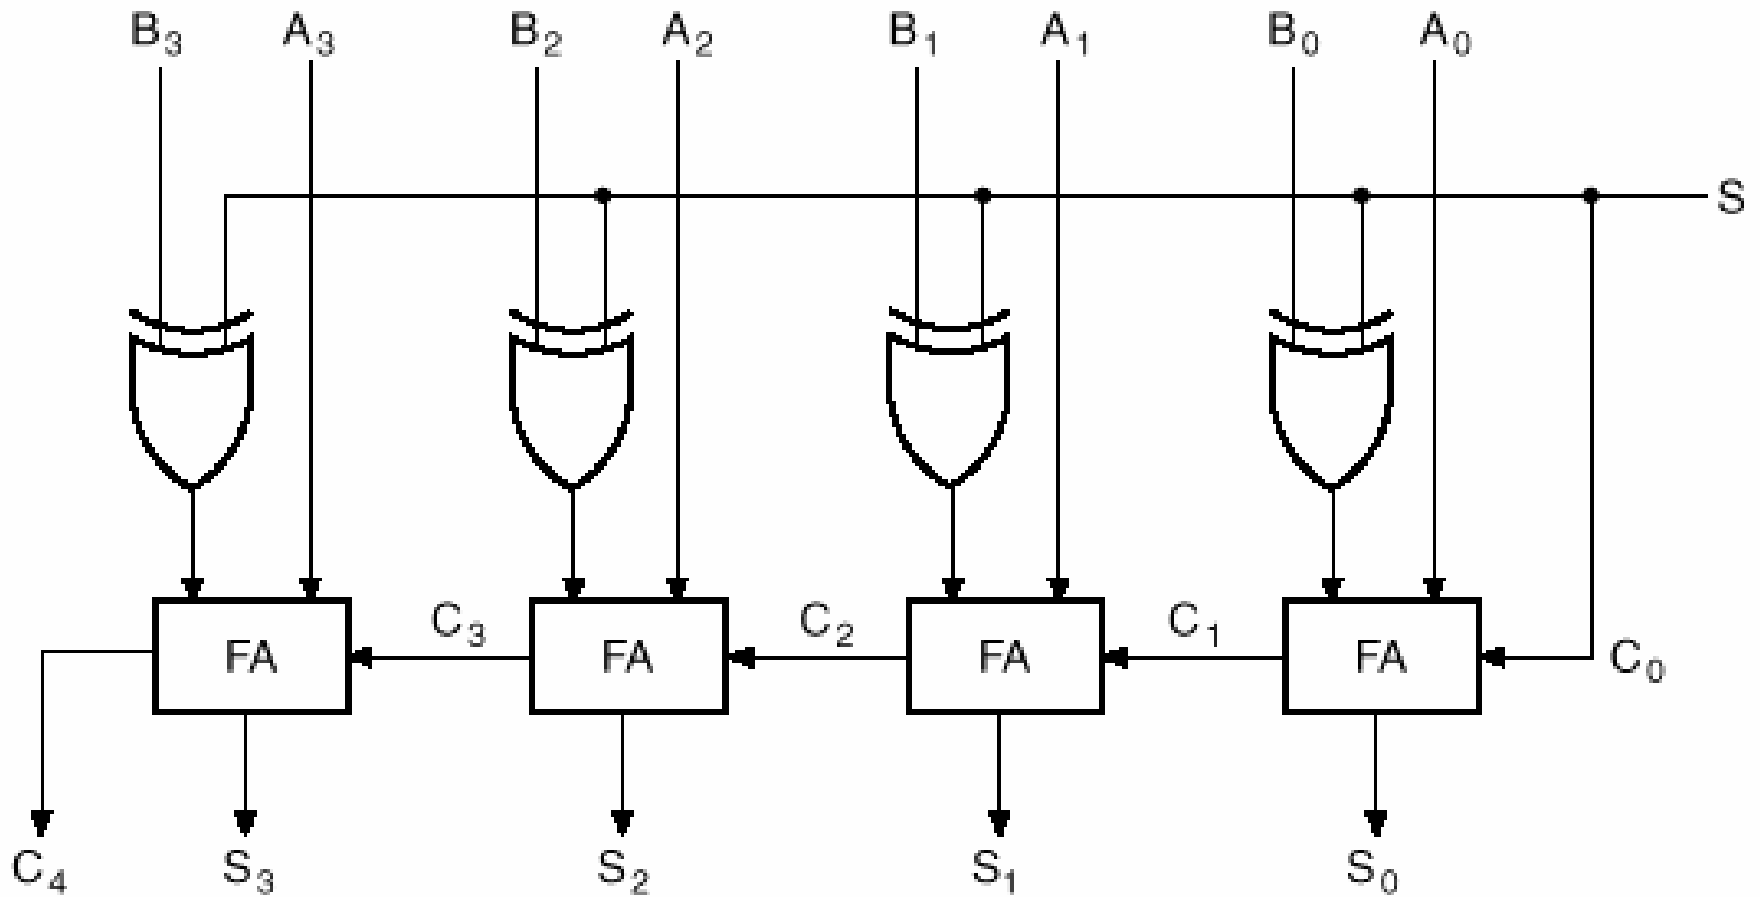 B₃ A₃ B₂ A₂ B₁ A₁ B₀ A₀
S
C₃ C₂ C₁
FA FA FA FA C₀
C₄ S₃ S₂ S₁ S₀